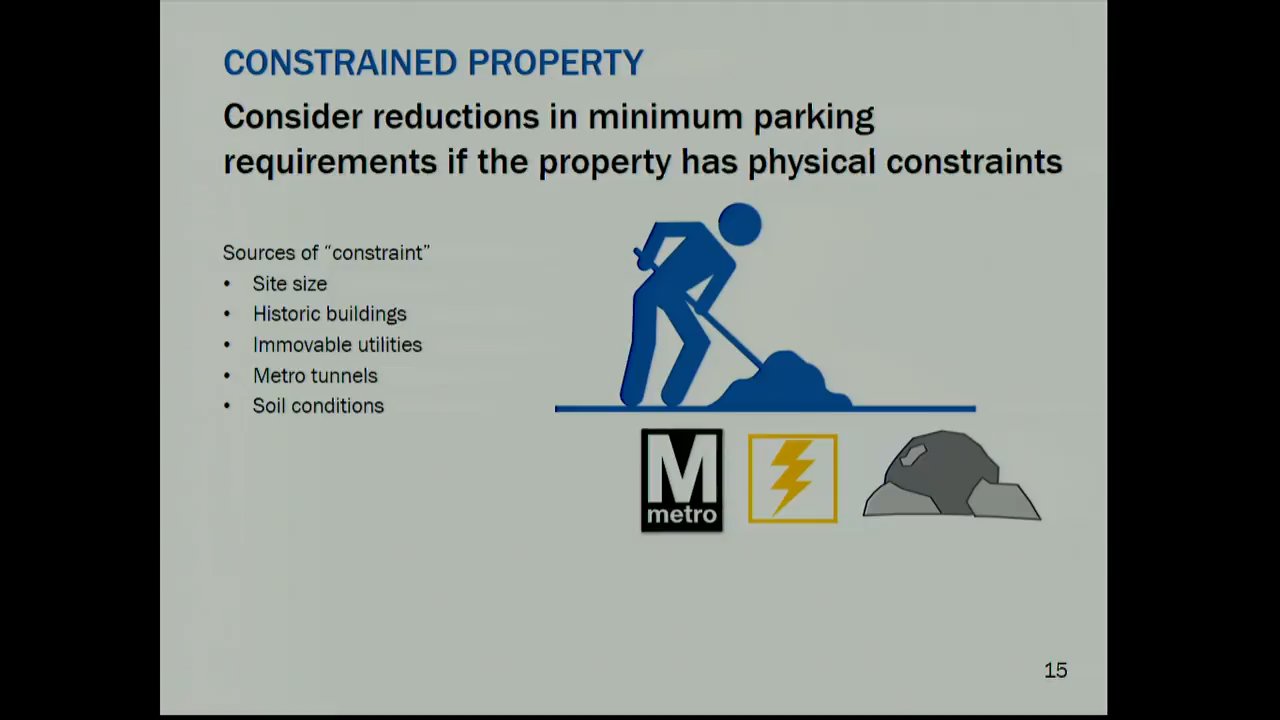 CONSTRAINED PROPERTY
Consider reductions in minimum parking
requirements if the property has physical constraints
Sources of “constraint”
• Site size
• Historic buildings
• Immovable utilities
• Metro tunnels
• Soil conditions
M
metro
15